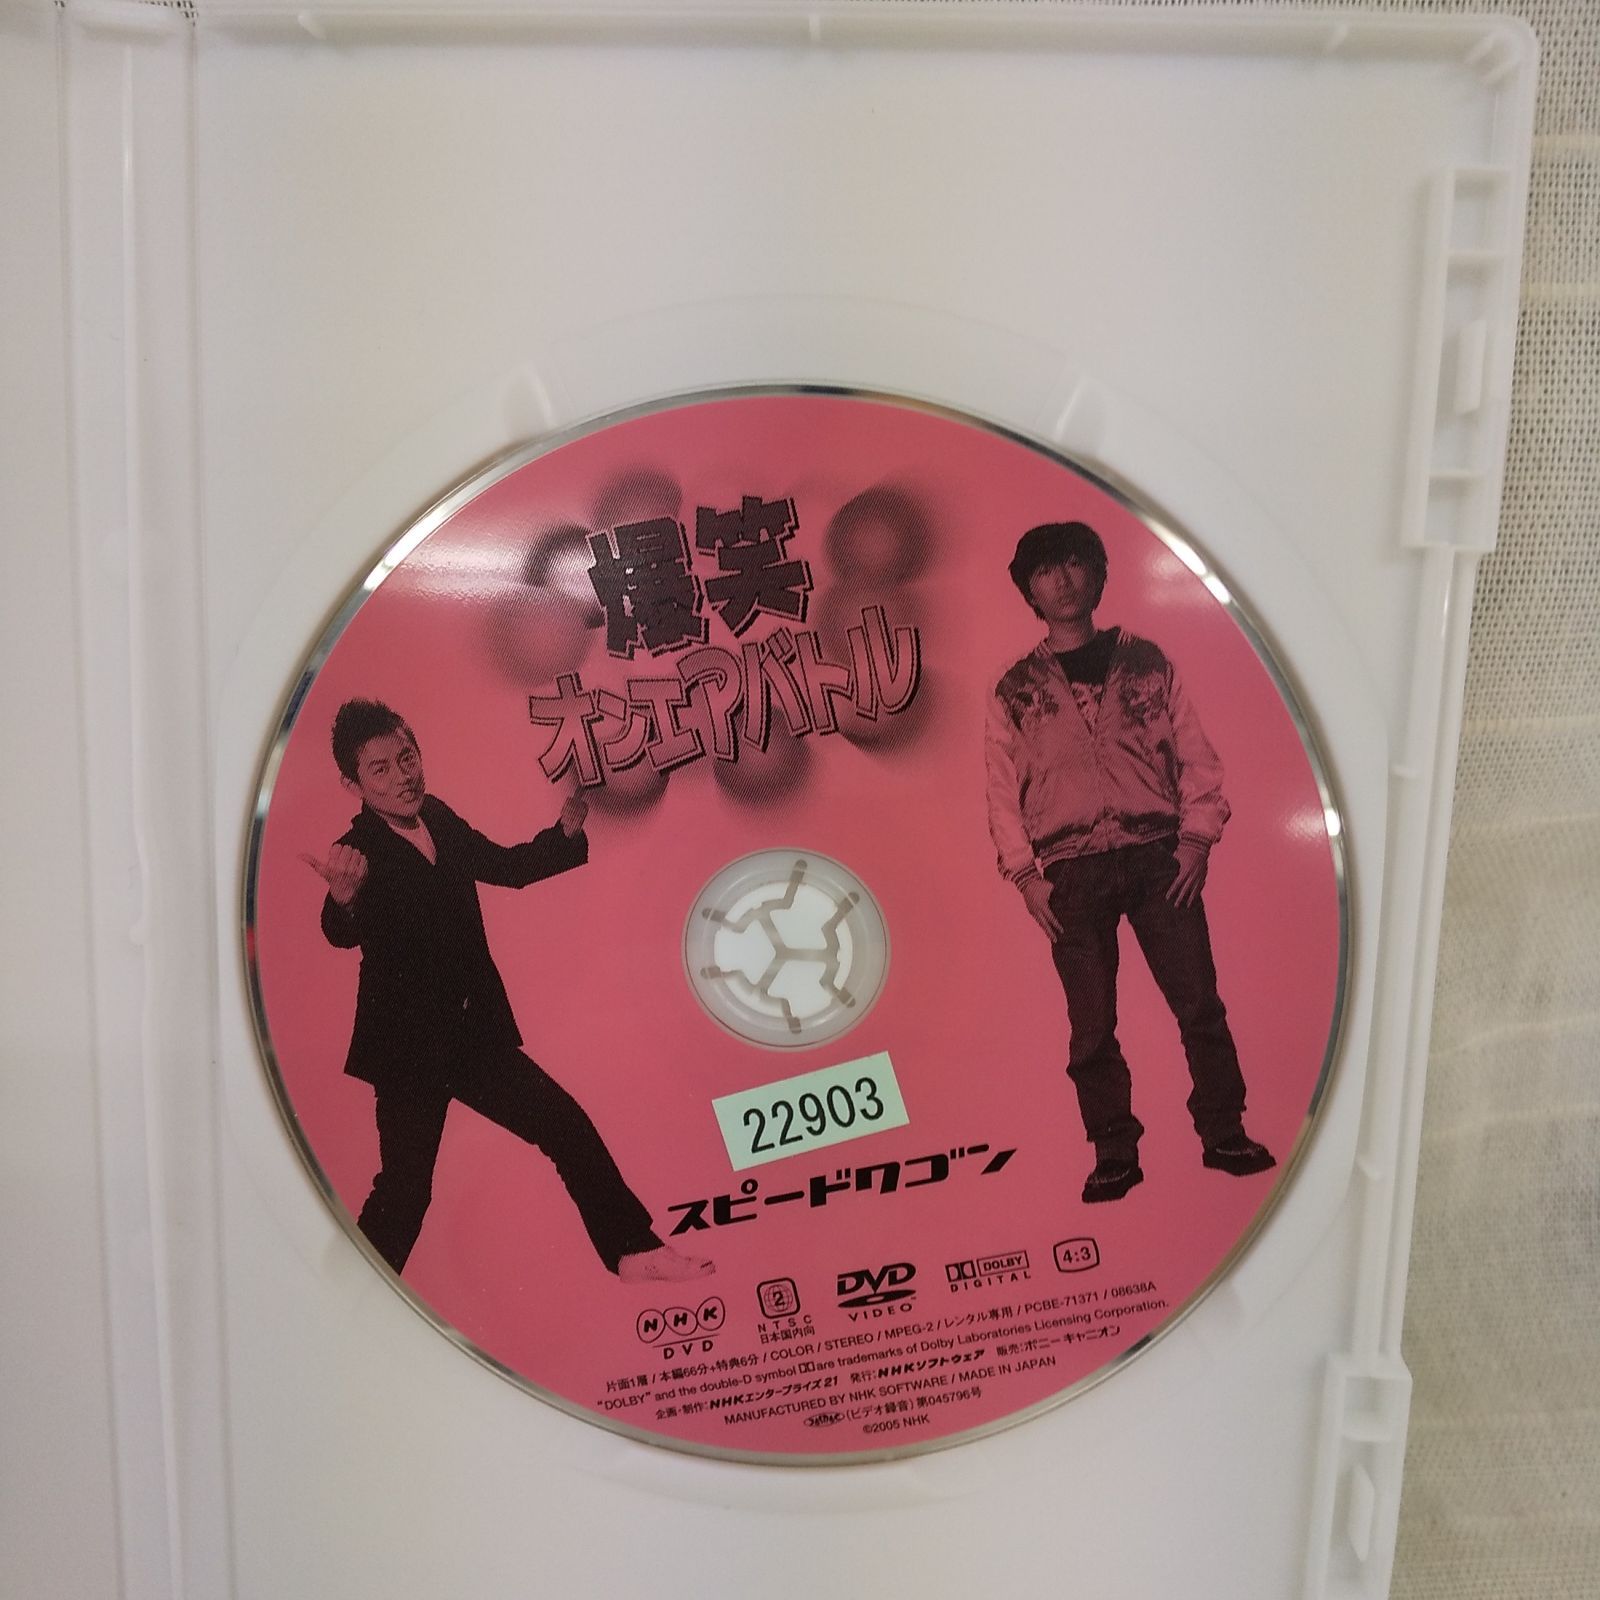 爆笑
オンエアバトル
22903
スピードワゴン
NHK DVD
2 NTSC 日本国内向
DVD VIDEO
DOLBY DIGITAL
4:3
片面1層 / 本編66分+特典6分 / COLOR / STEREO / MPEG-2 / レンタル専用 / PCBE-71371 / 08638A
"DOLBY" and the double-D symbol are trademarks of Dolby Laboratories Licensing Corporation.
企画・制作:NHKエンタープライズ21 発行:NHKソフトウェア 販売:ポニーキャニオン
MANUFACTURED BY NHK SOFTWARE / MADE IN JAPAN
(ビデオ録音) 第045796号
©2005 NHK